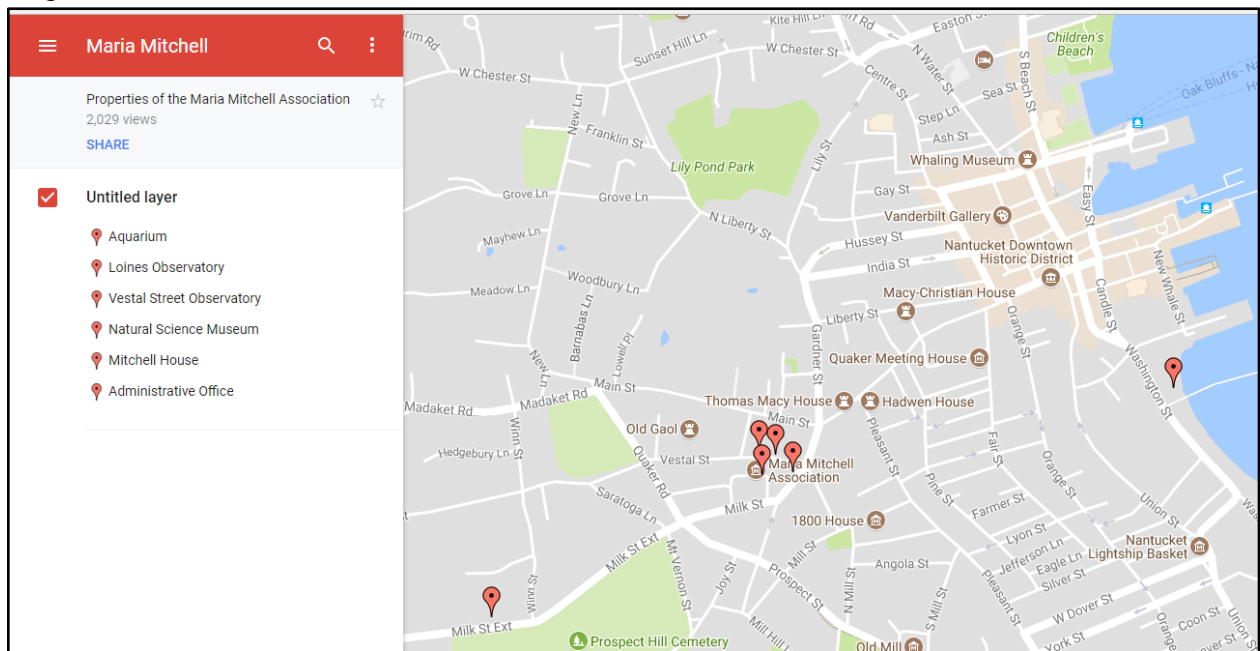 Maria Mitchell
Properties of the Maria Mitchell Association
2,029 views
SHARE
Untitled layer
Aquarium
Loines Observatory
Vestal Street Observatory
Natural Science Museum
Mitchell House
Administrative Office
Kite Hill Ln
Easton St
Children's
Beach
Sunset Hill Ln
W Chester St
N Water St
S Beach St
W Chester St
Centre St
Sea St
Oak Bluffs - N
New Ln
Step Ln
Franklin St
Ash St
Lily Pond Park
Lily St
Whaling Museum
Easy St
Grove Ln
Grove Ln
Gay St
N Liberty St
Vanderbilt Gallery
Mayhew Ln
Hussey St
Nantucket Downtown
Historic District
India St
New Whale St
Woodbury Ln
Meadow Ln
Macy-Christian House
Candle St
Barnabas Ln
Liberty St
Orange St
Lowell Pl
Gardner St
Washington St
New Ln
Quaker Meeting House
Main St
Madaket Rd
Madaket Rd
Thomas Macy House
Hadwen House
Main St
Winn St
Old Gaol
Pleasant St
Fair St
Hedgebury Ln
Vestal St
Maria Mitchell
Association
Orange St
Quaker Rd
Pine St
Saratoga Ln
Milk St
Farmer St
Union St
1800 House
Lyon St
Nantucket
Lightship Basket
Milk St Ext
Mt Vernon St
Mill St
Jefferson Ln
Eagle Ln
Angola St
Silver St
Joy St
Prospect St
Pleasant St
Winn St
N Mill St
S Mill St
W Dover St
Coon St
Union St
Milk St Ext
Orange St
York St
Prospect Hill Cemetery
Mill Hill
Old Mill